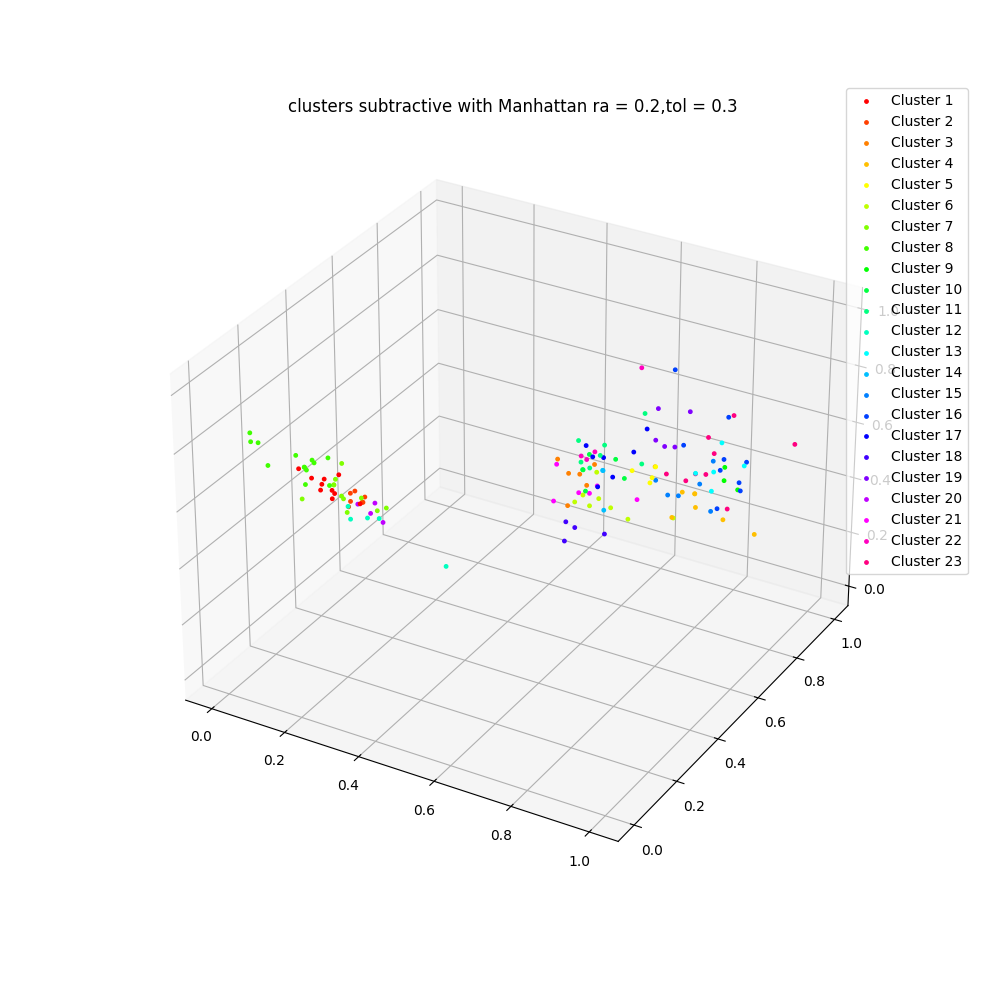 clusters subtractive with Manhattan ra = 0.2,tol = 0.3
Cluster 1
Cluster 2
Cluster 3
Cluster 4
Cluster 5
Cluster 6
Cluster 7
Cluster 8
Cluster 9
Cluster 10
Cluster 11
Cluster 12
Cluster 13
Cluster 14
Cluster 15
Cluster 16
Cluster 17
Cluster 18
Cluster 19
Cluster 20
Cluster 21
Cluster 22
Cluster 23
1.0
0.8
0.6
0.4
0.2
0.0
1.0
0.8
0.6
0.4
0.2
0.0
0.0
0.2
0.4
0.6
0.8
1.0